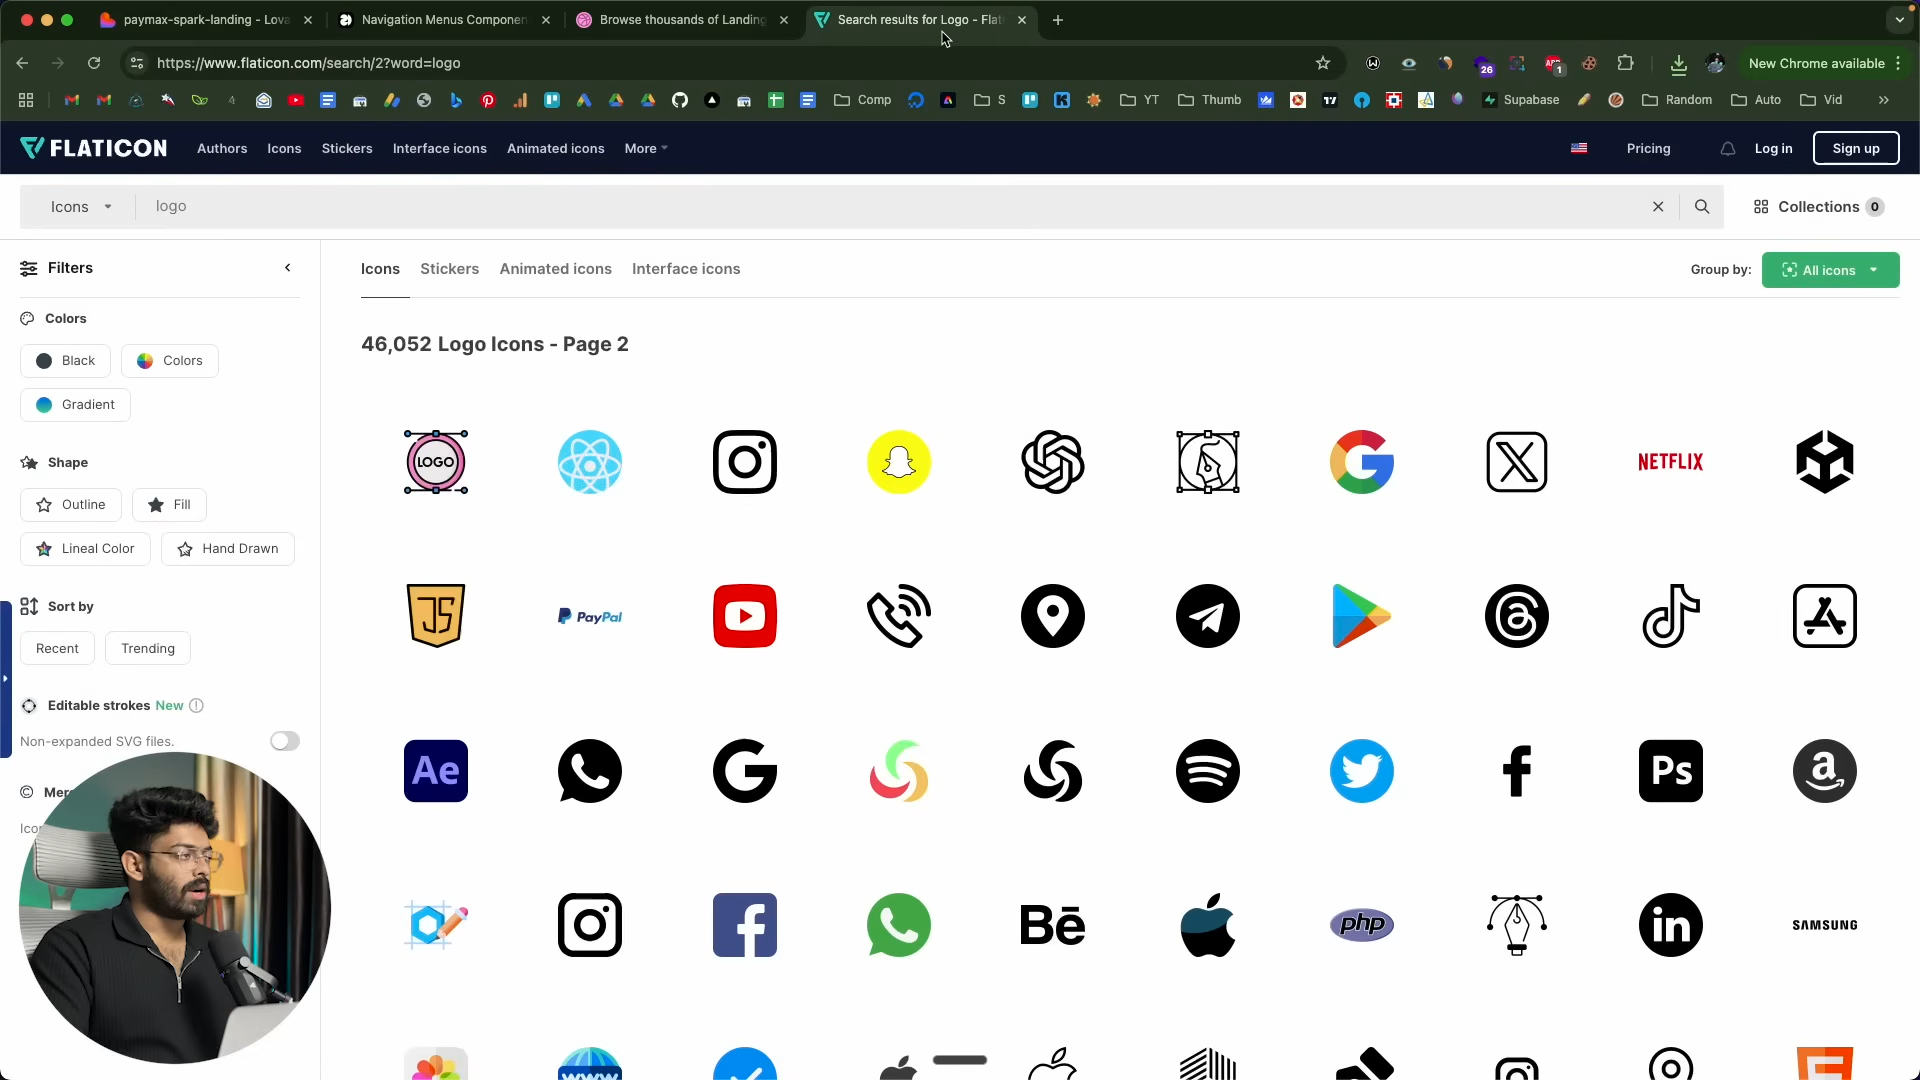 paymax-spark-landing - Lova
Navigation Menus Componen
Browse thousands of Landing
Search results for Logo - Flat
https://www.flaticon.com/search/2?word=logo
26
1
New Chrome available
Comp
S
YT
Thumb
Supabase
Random
Auto
Vid
FLATICON
Authors
Icons
Stickers
Interface icons
Animated icons
More
Pricing
Log in
Sign up
Icons
logo
Collections 0
Filters
Icons
Stickers
Animated icons
Interface icons
Group by:
All icons
Colors
Black
Colors
Gradient
46,052 Logo Icons - Page 2
Shape
Outline
Fill
Lineal Color
Hand Drawn
Sort by
Recent
Trending
Editable strokes New
Non-expanded SVG files.
LOGO
NETFLIX
JS
PayPal
Ae
Ps
a
Bē
php
in
SAMSUNG
www